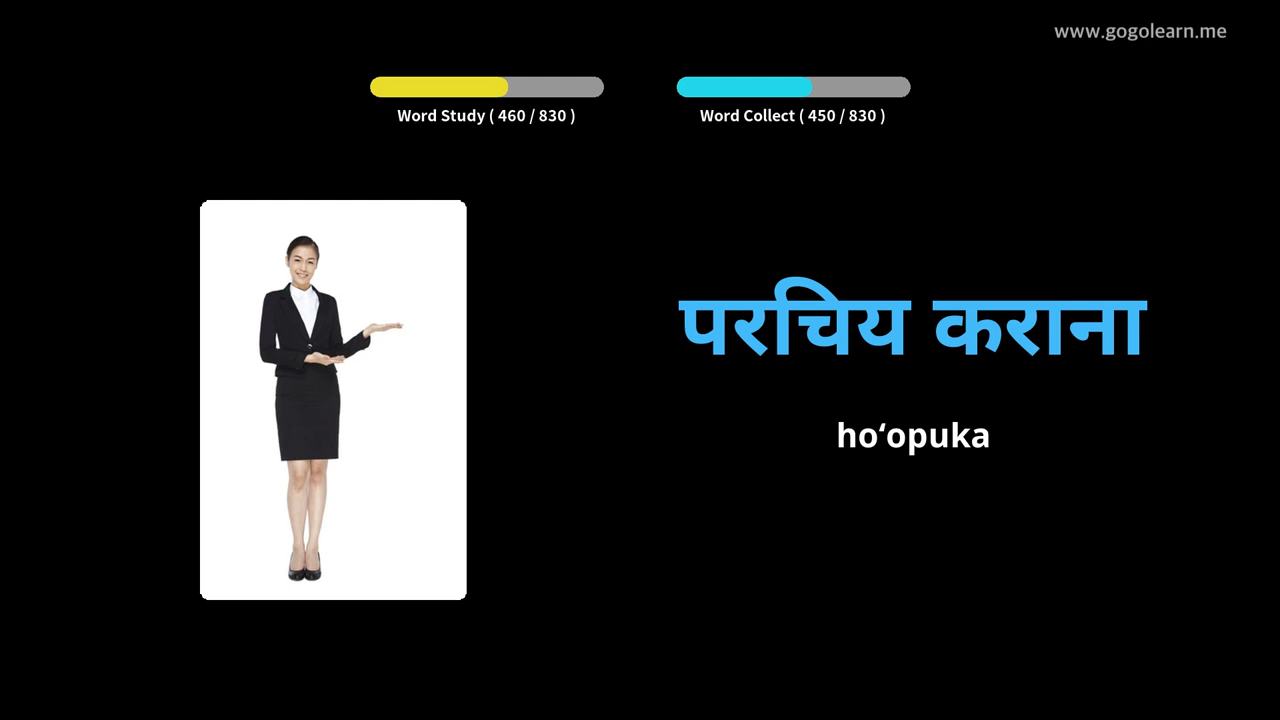 www.gogolearn.me
Word Study ( 460 / 830 )
Word Collect ( 450 / 830 )
परिचय कराना
hoʻopuka